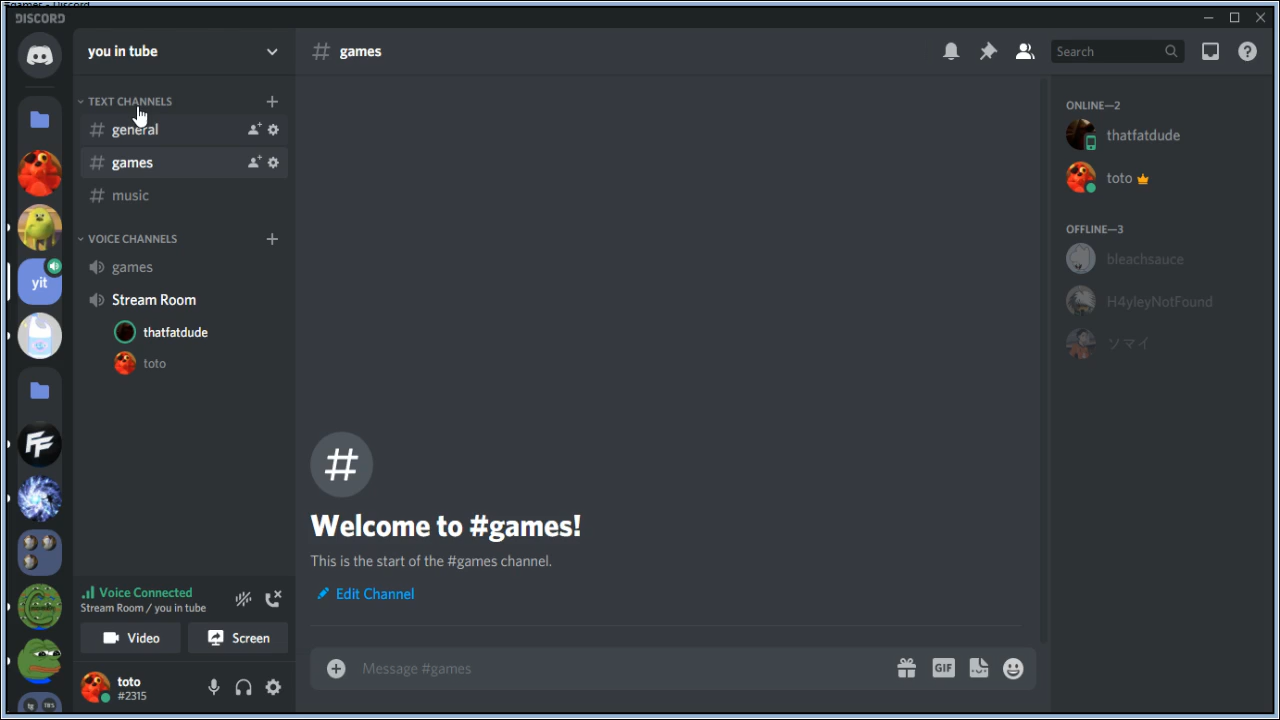 #games - Discord
DISCORD
you in tube
TEXT CHANNELS
general
games
music
VOICE CHANNELS
games
Stream Room
thatfatdude
toto
Voice Connected
Stream Room / you in tube
Video
Screen
toto
#2315
yit
# games
Search
Welcome to #games!
This is the start of the #games channel.
Edit Channel
Message #games
GIF
ONLINE—2
thatfatdude
toto
OFFLINE—3
bleachsauce
H4yleyNotFound
ソマイ